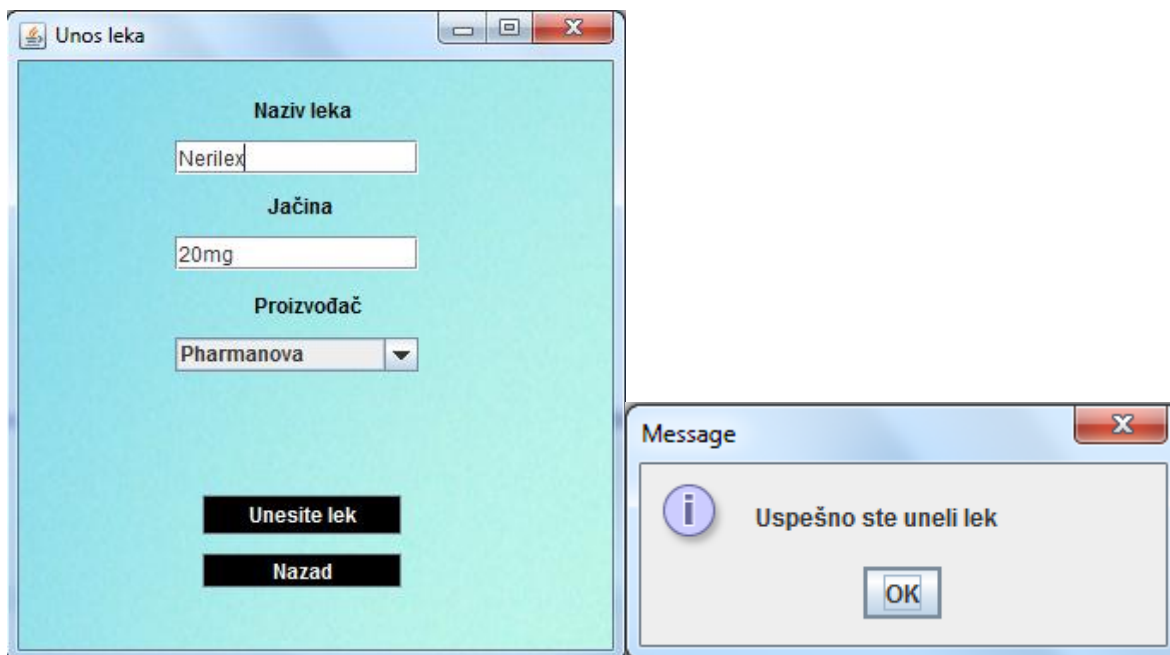 Unos leka
Naziv leka
Nerilex
Jačina
20mg
Proizvođač
Pharmanova
Unesite lek
Nazad
Message
Uspešno ste uneli lek
OK